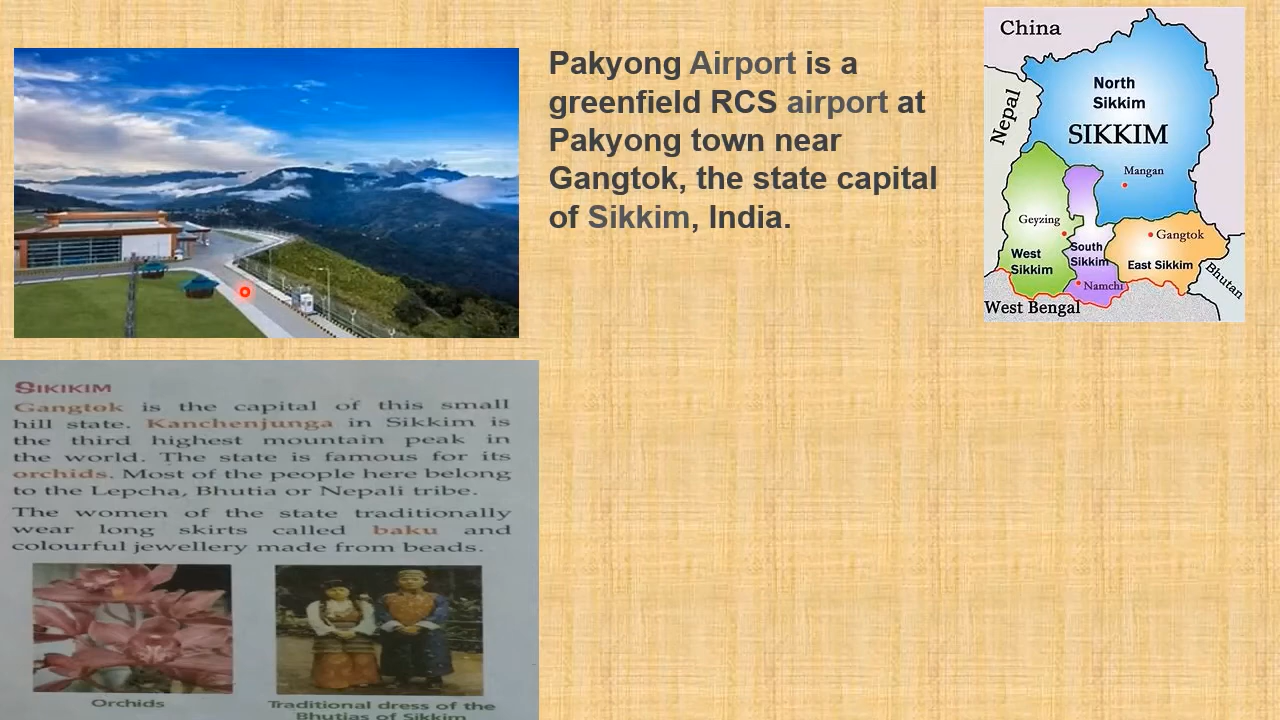 Pakyong Airport is a
greenfield RCS airport at
Pakyong town near
Gangtok, the state capital
of Sikkim, India.
China
Nepal
North
Sikkim
SIKKIM
Mangan
Geyzing
Gangtok
South
Sikkim
West
Sikkim
East Sikkim
Namchi
Bhutan
West Bengal
SIKIKIM
Gangtok is the capital of this small
hill state. Kanchenjunga in Sikkim is
the third highest mountain peak in
the world. The state is famous for its
orchids. Most of the people here belong
to the Lepcha, Bhutia or Nepali tribe.
The women of the state traditionally
wear long skirts called baku and
colourful jewellery made from beads.
Orchids
Traditional dress of the
Bhutias of Sikkim